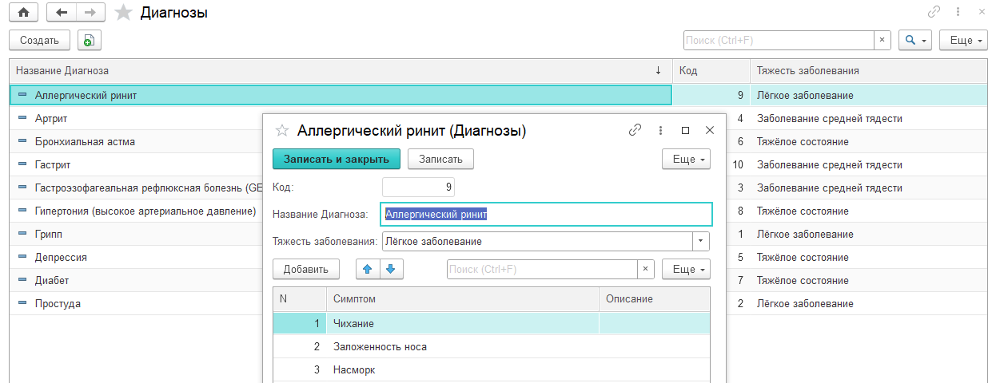 Диагнозы
Создать
Поиск (Ctrl+F)
×
Еще
Название Диагноза ↓ Код Тяжесть заболевания
Аллергический ринит 9 Лёгкое заболевание
Артрит 4 Заболевание средней тядести
Бронхиальная астма 6 Тяжёлое состояние
Гастрит 10 Заболевание средней тядести
Гастроэзофагеальная рефлюксная болезнь (GE 3 Заболевание средней тядести
Гипертония (высокое артериальное давление) 8 Тяжёлое состояние
Грипп 1 Лёгкое заболевание
Депрессия 5 Тяжёлое состояние
Диабет 7 Тяжёлое состояние
Простуда 2 Лёгкое заболевание
Аллергический ринит (Диагнозы)
Записать и закрыть Записать Еще
Код: 9
Название Диагноза: Аллергический ринит
Тяжесть заболевания: Лёгкое заболевание
Добавить Поиск (Ctrl+F) × Еще
N Симптом Описание
1 Чихание
2 Заложенность носа
3 Насморк